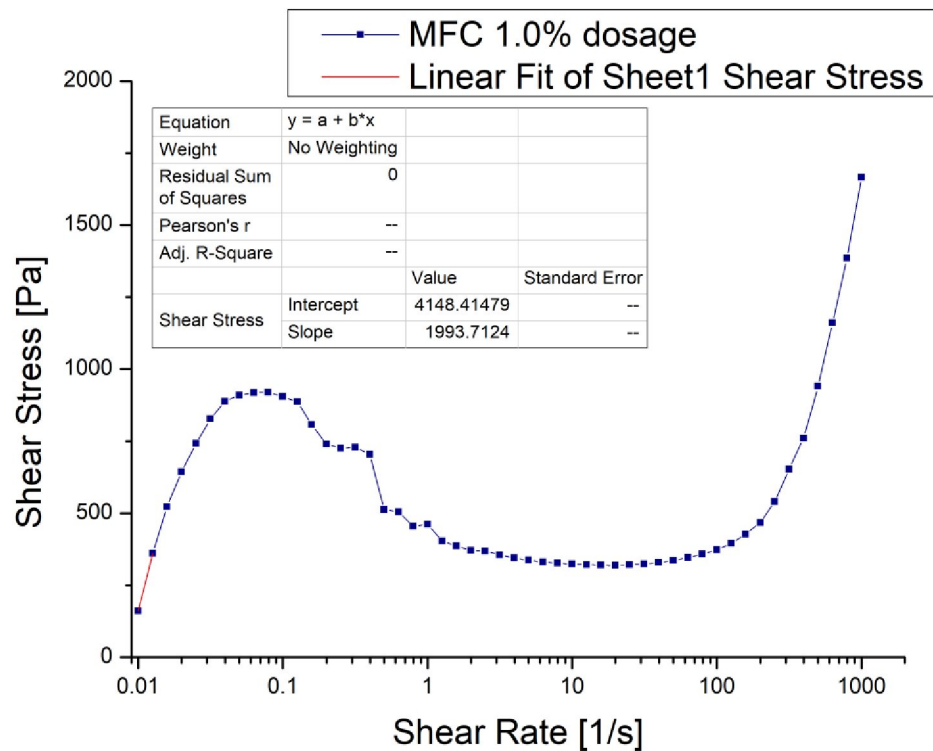 MFC 1.0% dosage
Linear Fit of Sheet1 Shear Stress
2000
1500
1000
500
0
Shear Stress [Pa]
Equation y = a + b*x
Weight No Weighting
Residual Sum
of Squares 0
Pearson's r --
Adj. R-Square --
Value Standard Error
Shear Stress Intercept 4148.41479 --
Slope 1993.7124 --
0.01 0.1 1 10 100 1000
Shear Rate [1/s]